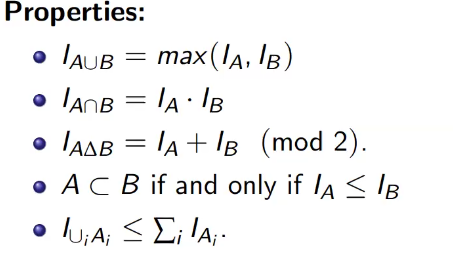 Properties:
• I_{A∪B} = max(I_A, I_B)
• I_{A∩B} = I_A · I_B
• I_{AΔB} = I_A + I_B (mod 2).
• A ⊂ B if and only if I_A ≤ I_B
• I_{∪_i A_i} ≤ ∑_i I_{A_i}.